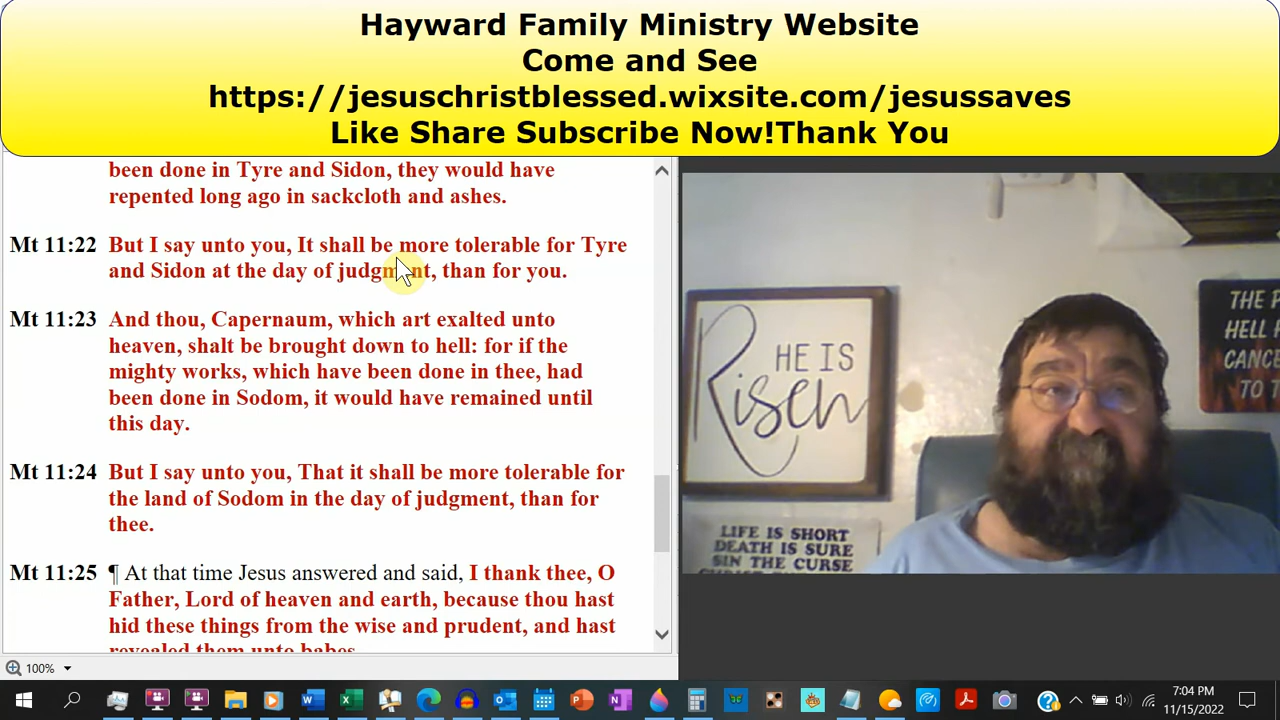 Hayward Family Ministry Website
Come and See
https://jesuschristblessed.wixsite.com/jesussaves
Like Share Subscribe Now!Thank You
been done in Tyre and Sidon, they would have
repented long ago in sackcloth and ashes.
Mt 11:22 But I say unto you, It shall be more tolerable for Tyre
and Sidon at the day of judgment, than for you.
Mt 11:23 And thou, Capernaum, which art exalted unto
heaven, shalt be brought down to hell: for if the
mighty works, which have been done in thee, had
been done in Sodom, it would have remained until
this day.
Mt 11:24 But I say unto you, That it shall be more tolerable for
the land of Sodom in the day of judgment, than for
thee.
Mt 11:25 ¶ At that time Jesus answered and said, I thank thee, O
Father, Lord of heaven and earth, because thou hast
hid these things from the wise and prudent, and hast
revealed them unto babes.
HE IS
Risen
THE P
HELL
CANCE
TO T
LIFE IS SHORT
DEATH IS SURE
SIN THE CURSE
100%
7:04 PM
11/15/2022